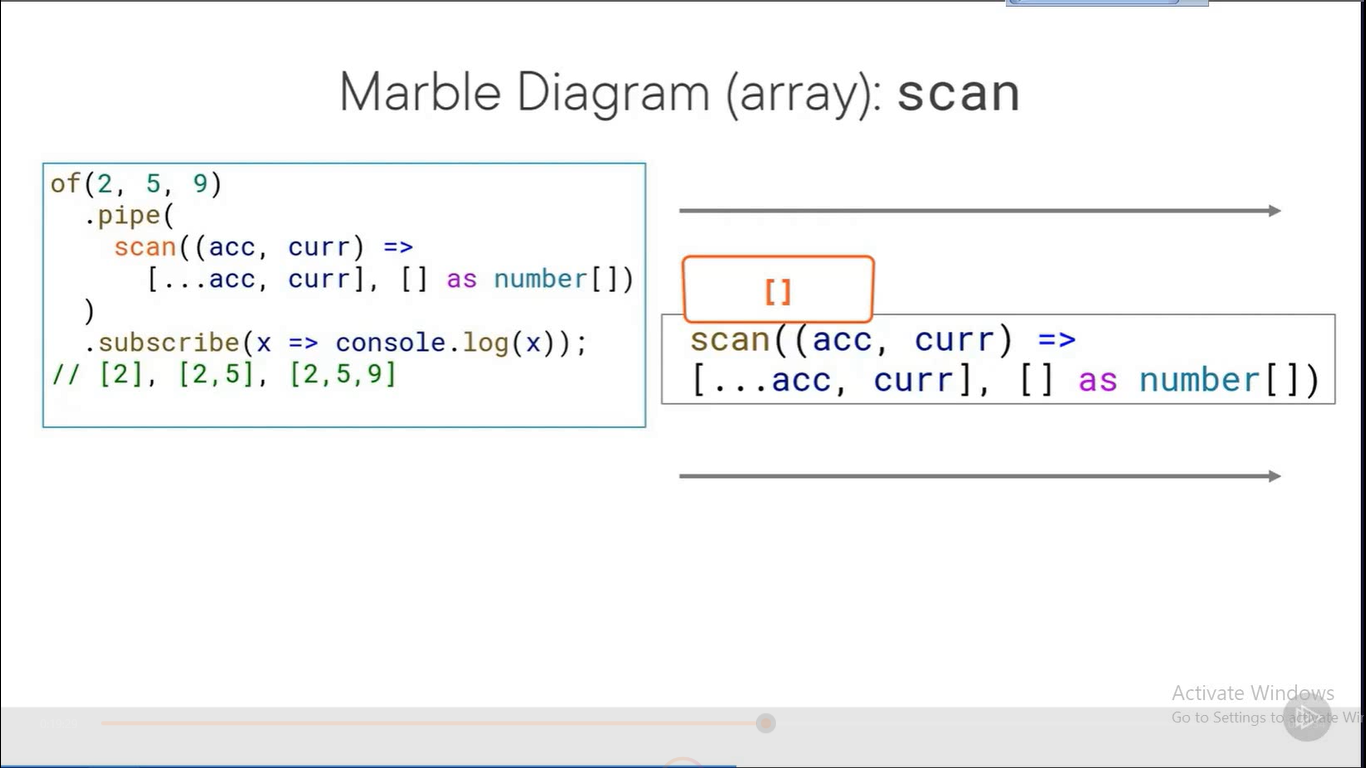 Marble Diagram (array): scan
of(2, 5, 9)
.pipe(
scan((acc, curr) =>
[...acc, curr], [] as number[])
)
.subscribe(x => console.log(x));
// [2], [2,5], [2,5,9]
[]
scan((acc, curr) =>
[...acc, curr], [] as number[])
Activate Windows
Go to Settings to activate Wi